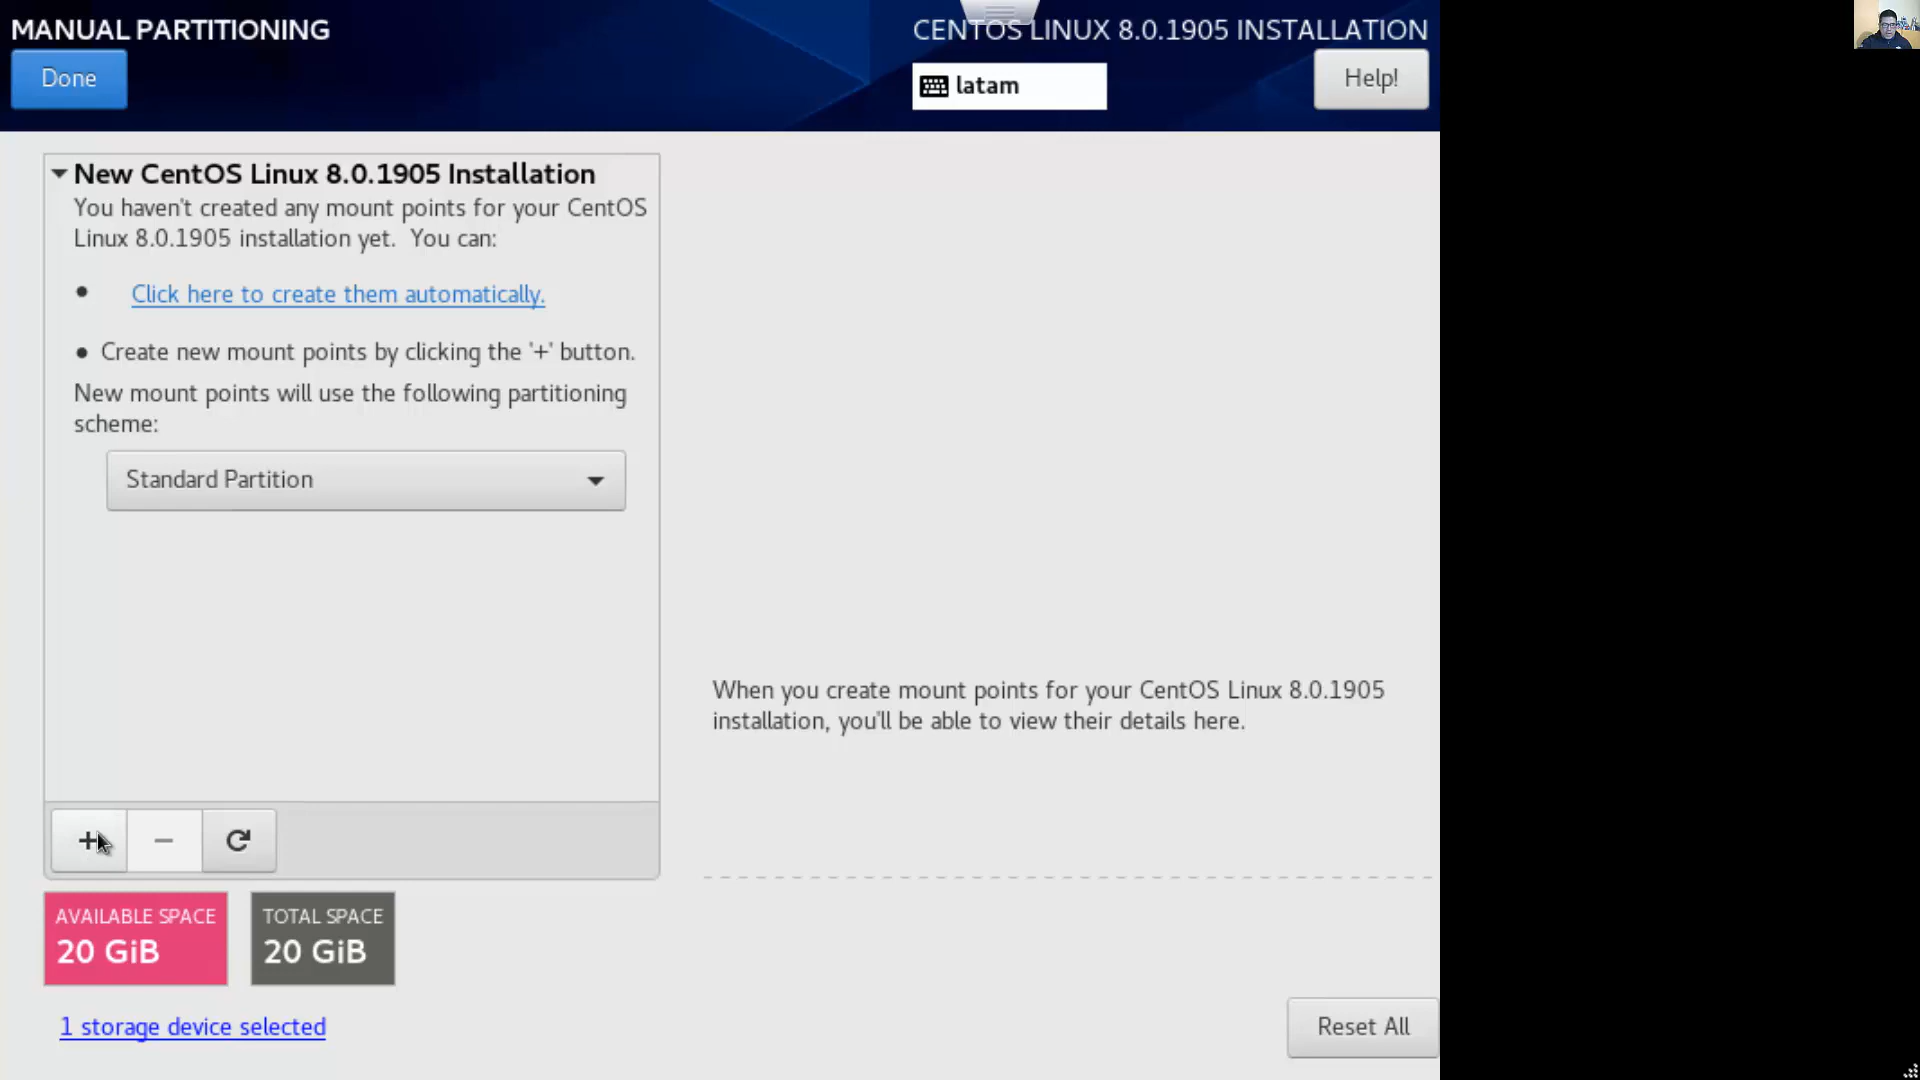 MANUAL PARTITIONING
CENTOS LINUX 8.0.1905 INSTALLATION
Done
latam
Help!
New CentOS Linux 8.0.1905 Installation
You haven't created any mount points for your CentOS
Linux 8.0.1905 installation yet. You can:
• Click here to create them automatically.
• Create new mount points by clicking the '+' button.
New mount points will use the following partitioning
scheme:
Standard Partition
When you create mount points for your CentOS Linux 8.0.1905
installation, you'll be able to view their details here.
+ −
AVAILABLE SPACE
20 GiB
TOTAL SPACE
20 GiB
1 storage device selected
Reset All